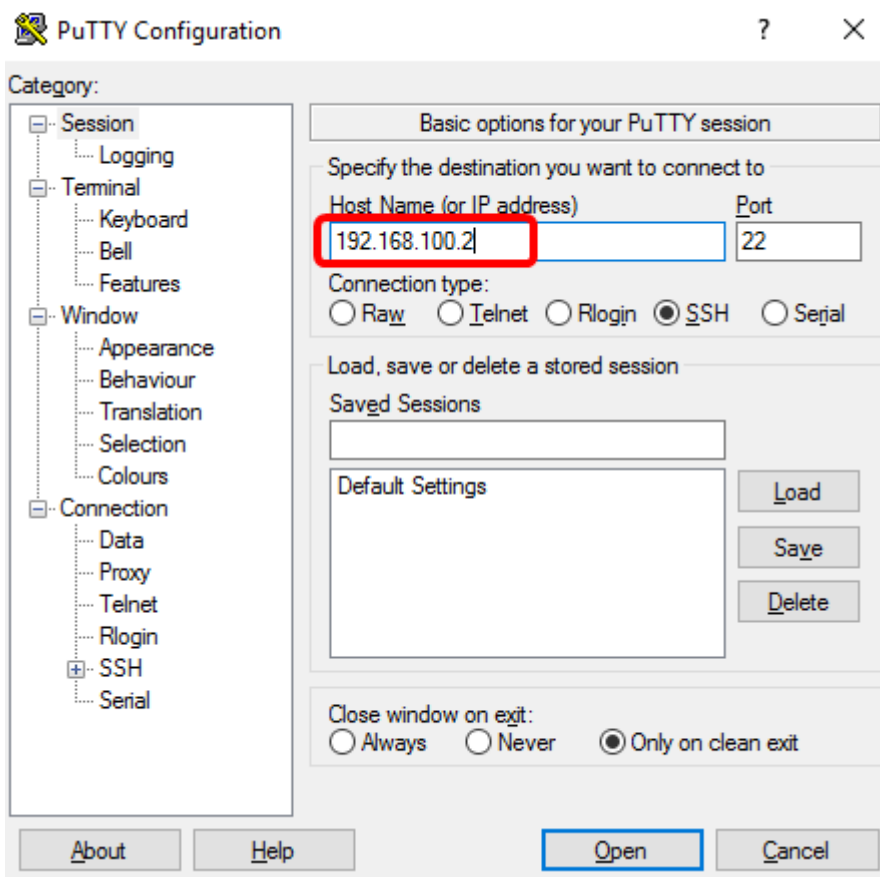 PuTTY Configuration
?
Category:
Session
Logging
Terminal
Keyboard
Bell
Features
Window
Appearance
Behaviour
Translation
Selection
Colours
Connection
Data
Proxy
Telnet
Rlogin
SSH
Serial
Basic options for your PuTTY session
Specify the destination you want to connect to
Host Name (or IP address) Port
192.168.100.2 22
Connection type:
Raw Telnet Rlogin SSH Serial
Load, save or delete a stored session
Saved Sessions
Default Settings
Load
Save
Delete
Close window on exit:
Always Never Only on clean exit
About Help Open Cancel